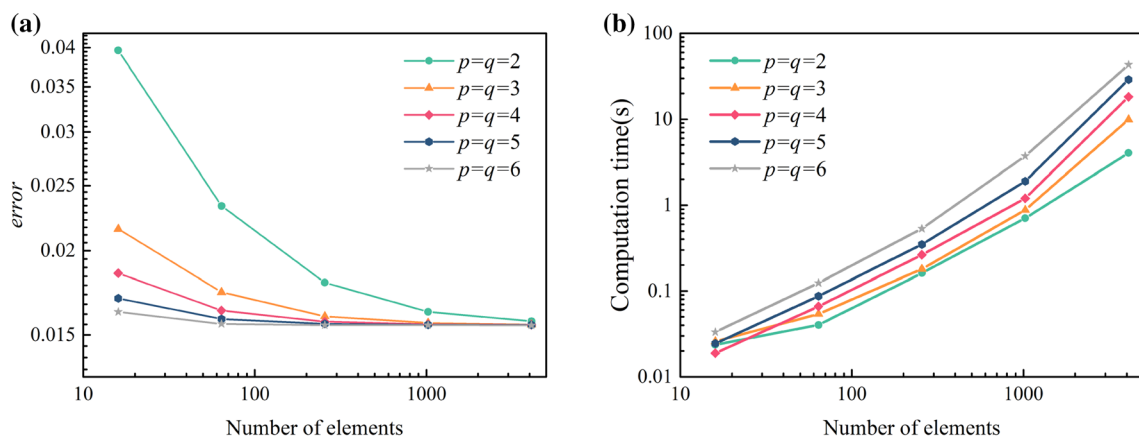 (a)
0.04
0.035
0.03
0.025
0.02
0.015
error
p=q=2
p=q=3
p=q=4
p=q=5
p=q=6
10
100
1000
Number of elements
(b)
100
10
1
0.1
0.01
Computation time(s)
p=q=2
p=q=3
p=q=4
p=q=5
p=q=6
10
100
1000
Number of elements